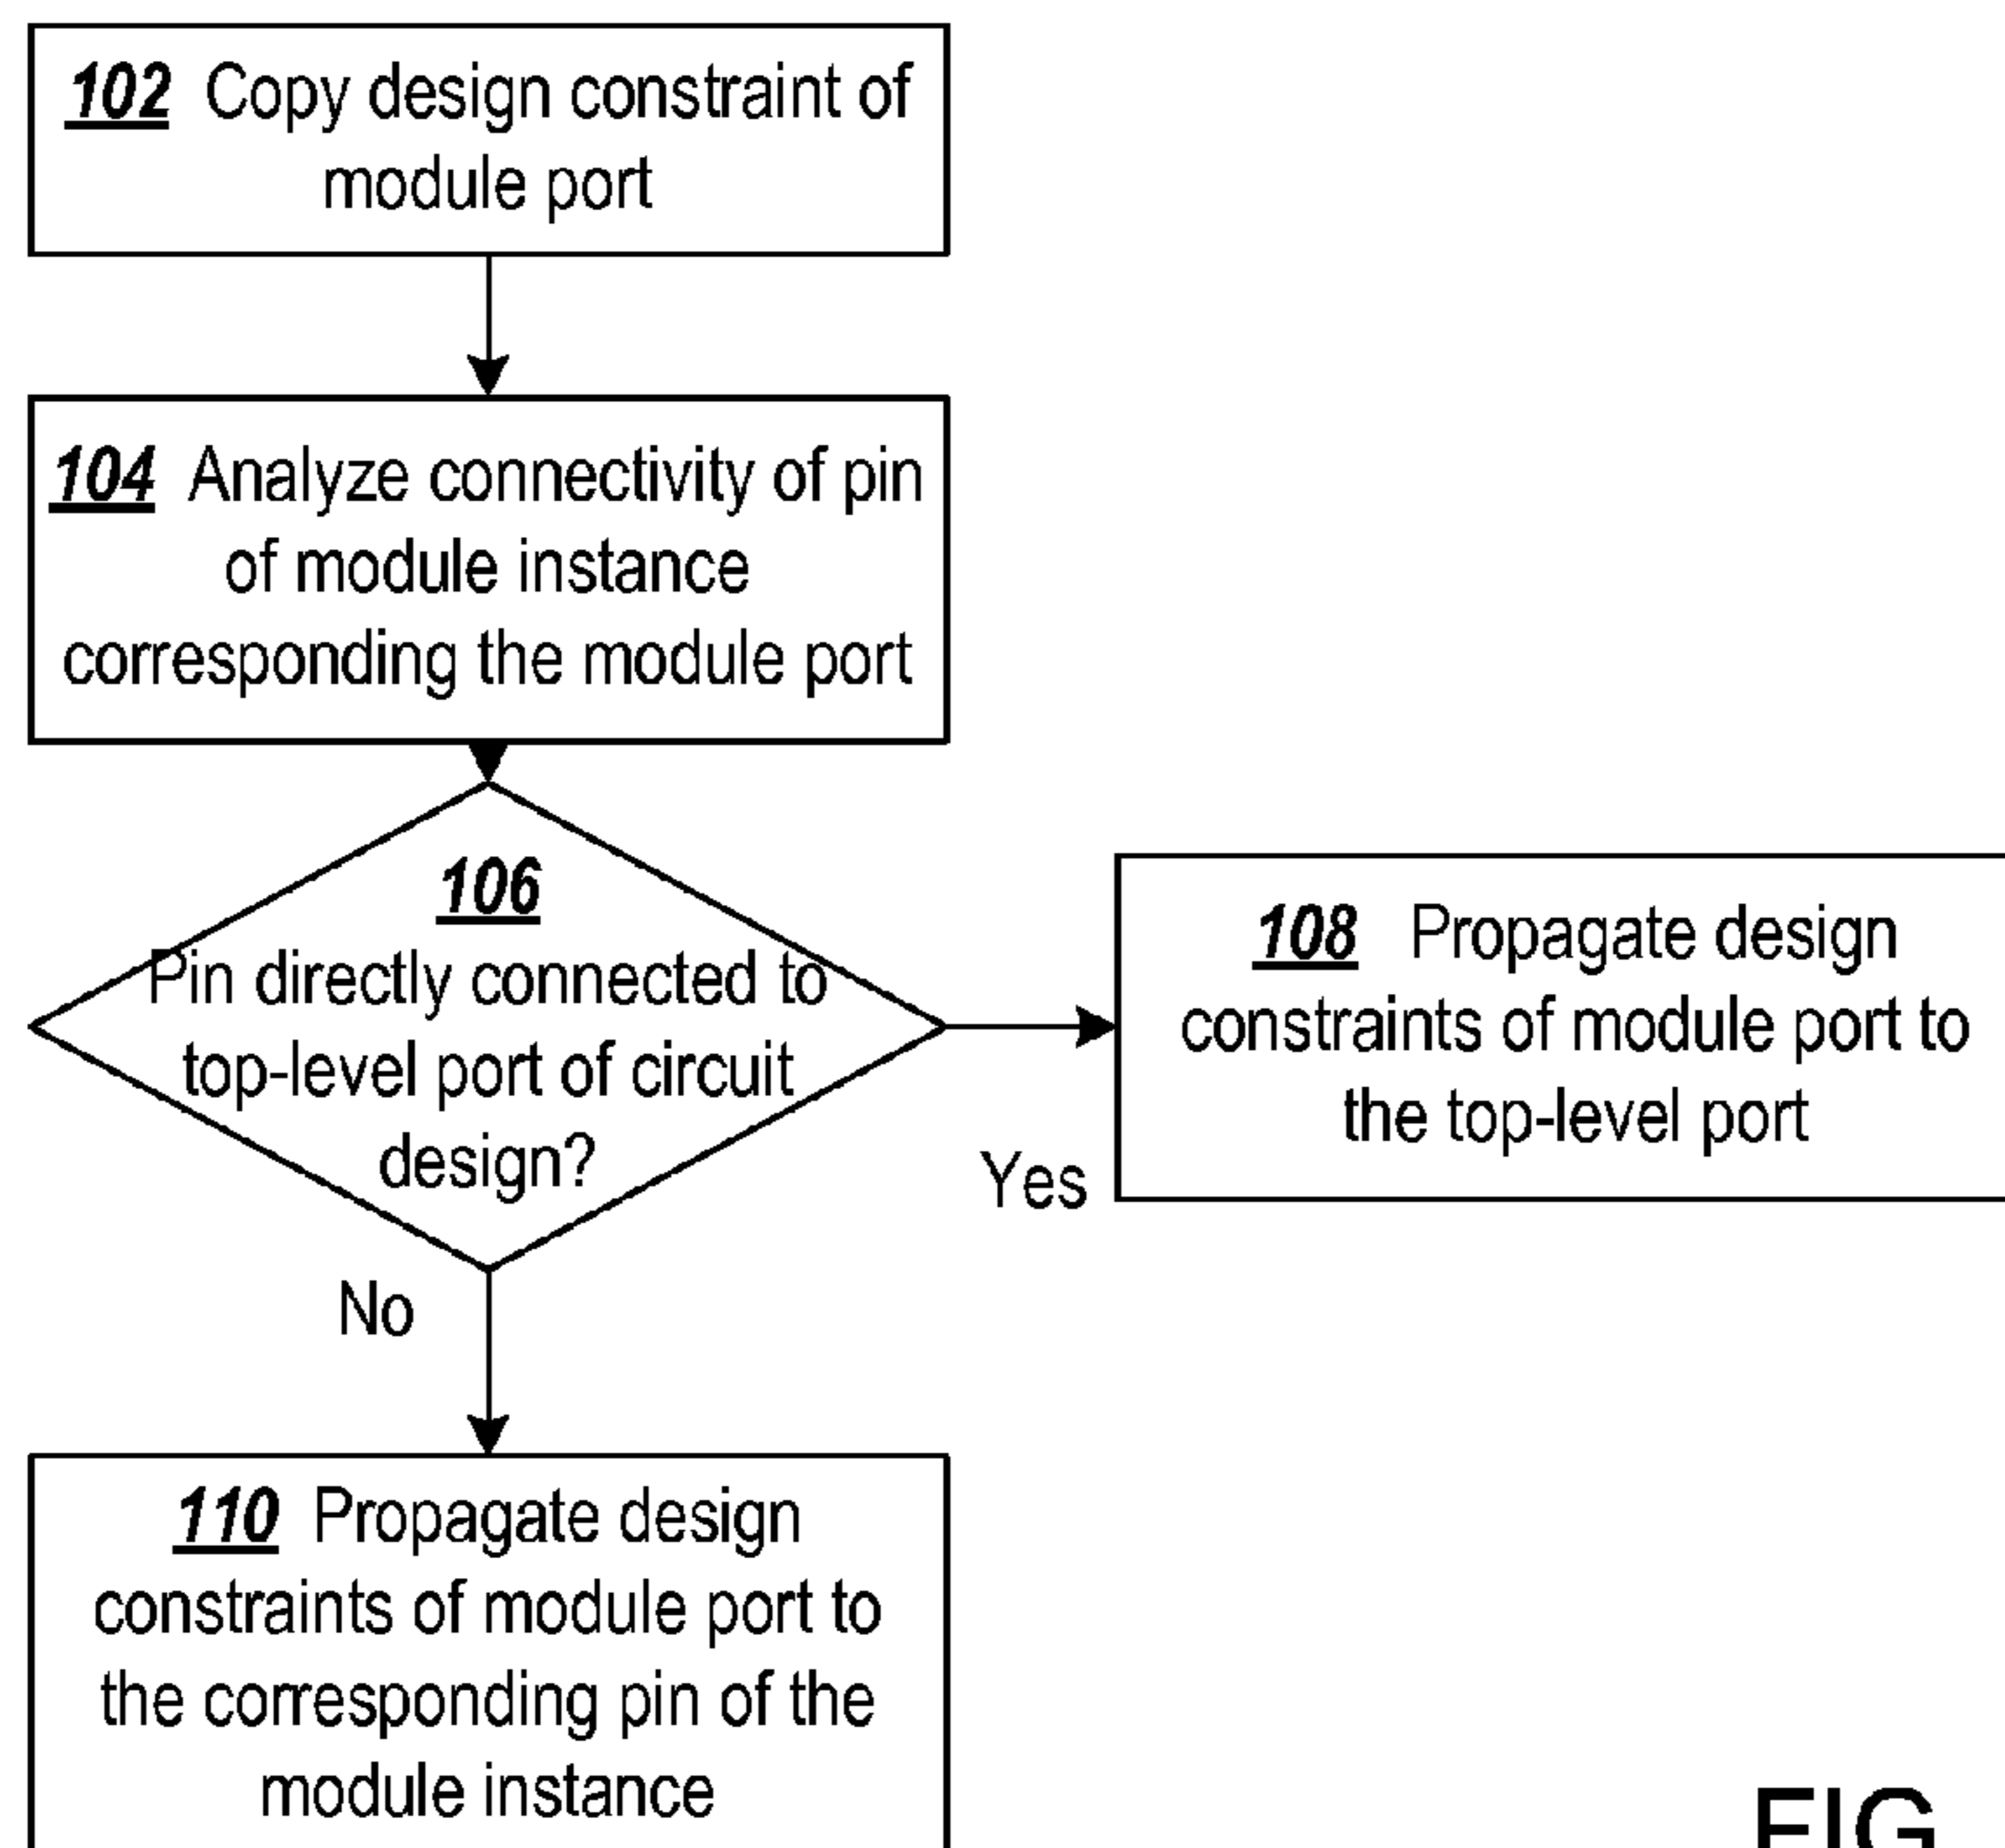 102 Copy design constraint of
module port
104 Analyze connectivity of pin
of module instance
corresponding the module port
106
Pin directly connected to
top-level port of circuit
design?
Yes
108 Propagate design
constraints of module port to
the top-level port
No
110 Propagate design
constraints of module port to
the corresponding pin of the
module instance
FIG